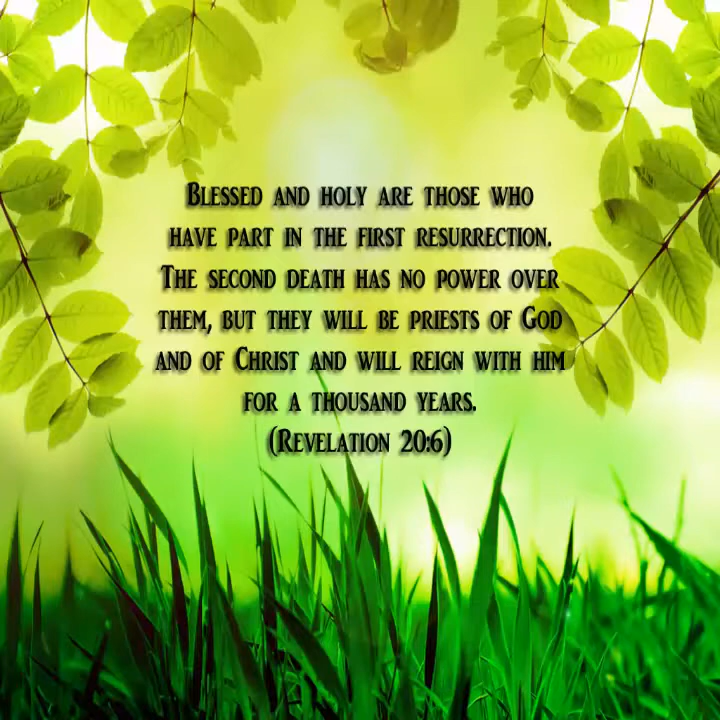 Blessed and holy are those who
have part in the first resurrection.
The second death has no power over
them, but they will be priests of God
and of Christ and will reign with him
for a thousand years.
(Revelation 20:6)